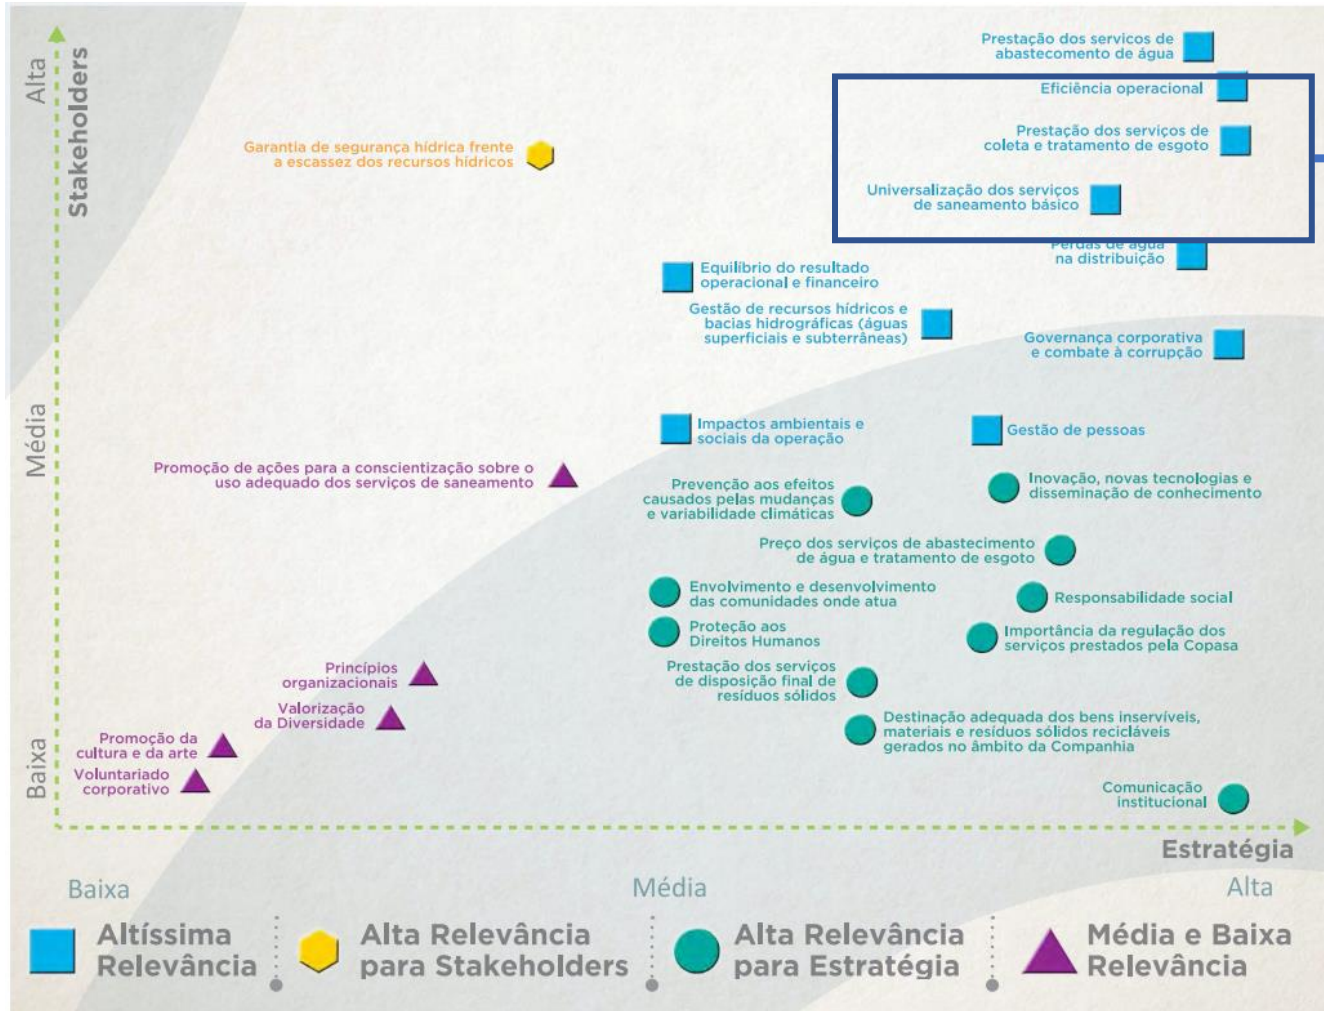 Alta
Stakeholders
Média
Baixa
Prestação dos servicos de
abastecomento de água
Eficiência operacional
Garantia de segurança hídrica frente
a escassez dos recursos hídricos
Prestação dos serviços de
coleta e tratamento de esgoto
Universalização dos serviços
de saneamento básico
Perdas de água
na distribuição
Equilíbrio do resultado
operacional e financeiro
Gestão de recursos hídricos e
bacias hidrográficas (águas
superficiais e subterrâneas)
Governança corporativa
e combate à corrupção
Impactos ambientais e
sociais da operação
Gestão de pessoas
Promoção de ações para a conscientização sobre o
uso adequado dos serviços de saneamento
Prevenção aos efeitos
causados pelas mudanças
e variabilidade climáticas
Inovação, novas tecnologias e
disseminação de conhecimento
Preço dos serviços de abastecimento
de água e tratamento de esgoto
Envolvimento e desenvolvimento
das comunidades onde atua
Responsabilidade social
Proteção aos
Direitos Humanos
Importância da regulação dos
serviços prestados pela Copasa
Princípios
organizacionais
Prestação dos serviços
de disposição final de
resíduos sólidos
Valorização
da Diversidade
Destinação adequada dos bens inservíveis,
materiais e resíduos sólidos recicláveis
gerados no âmbito da Companhia
Promoção da
cultura e da arte
Voluntariado
corporativo
Comunicação
institucional
Estratégia
Baixa
Média
Alta
Altíssima
Relevância
Alta Relevância
para Stakeholders
Alta Relevância
para Estratégia
Média e Baixa
Relevância